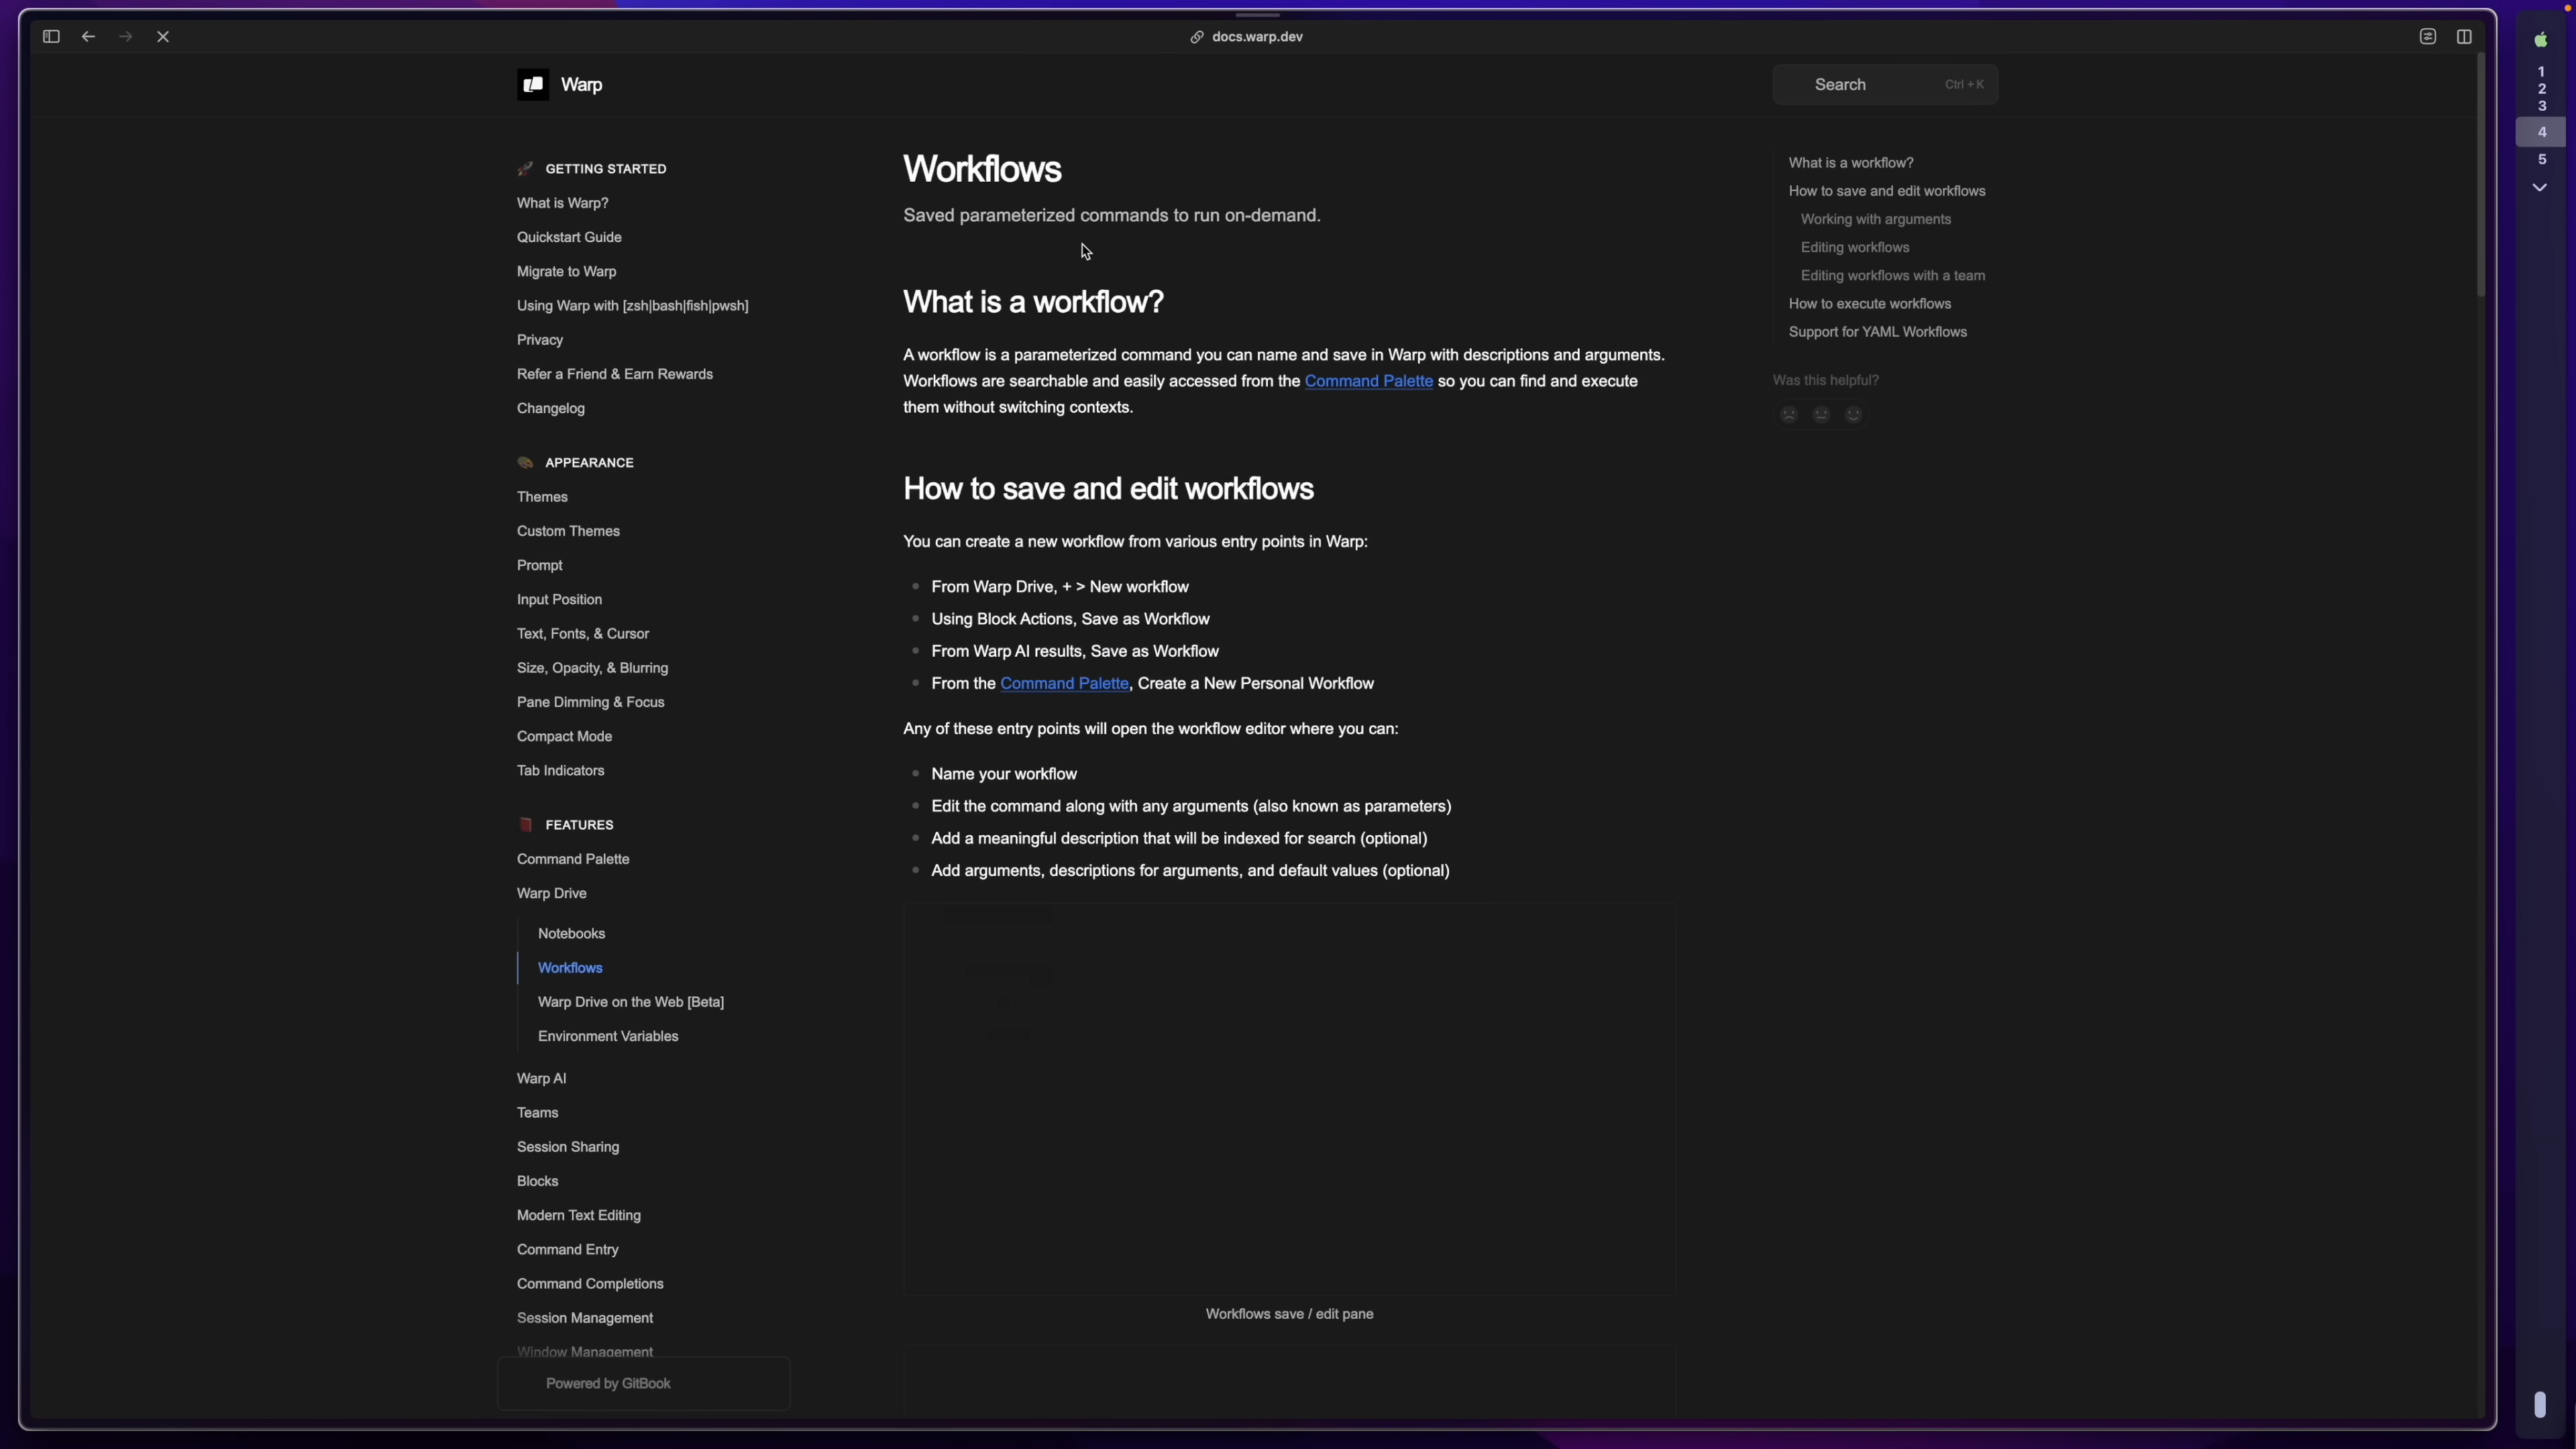 docs.warp.dev
Warp
Search
Ctrl + K
1
2
3
4
5
GETTING STARTED
What is Warp?
Quickstart Guide
Migrate to Warp
Using Warp with [zsh|bash|fish|pwsh]
Privacy
Refer a Friend & Earn Rewards
Changelog
APPEARANCE
Themes
Custom Themes
Prompt
Input Position
Text, Fonts, & Cursor
Size, Opacity, & Blurring
Pane Dimming & Focus
Compact Mode
Tab Indicators
FEATURES
Command Palette
Warp Drive
Notebooks
Workflows
Warp Drive on the Web [Beta]
Environment Variables
Warp AI
Teams
Session Sharing
Blocks
Modern Text Editing
Command Entry
Command Completions
Session Management
Window Management
Powered by GitBook
Workflows
Saved parameterized commands to run on-demand.
What is a workflow?
A workflow is a parameterized command you can name and save in Warp with descriptions and arguments.
Workflows are searchable and easily accessed from the Command Palette so you can find and execute
them without switching contexts.
How to save and edit workflows
You can create a new workflow from various entry points in Warp:
From Warp Drive, + > New workflow
Using Block Actions, Save as Workflow
From Warp AI results, Save as Workflow
From the Command Palette, Create a New Personal Workflow
Any of these entry points will open the workflow editor where you can:
Name your workflow
Edit the command along with any arguments (also known as parameters)
Add a meaningful description that will be indexed for search (optional)
Add arguments, descriptions for arguments, and default values (optional)
Workflows save / edit pane
What is a workflow?
How to save and edit workflows
Working with arguments
Editing workflows
Editing workflows with a team
How to execute workflows
Support for YAML Workflows
Was this helpful?